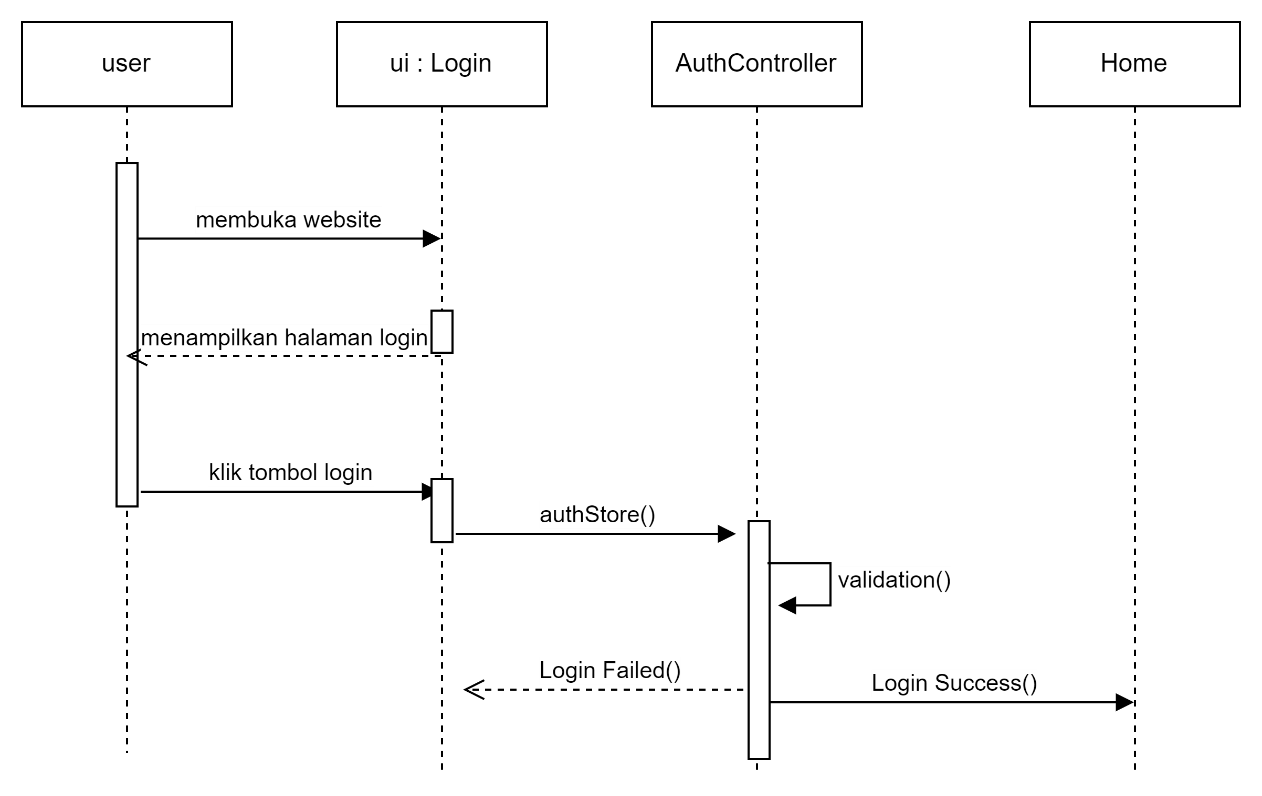 user
ui : Login
AuthController
Home
membuka website
menampilkan halaman login
klik tombol login
authStore()
validation()
Login Failed()
Login Success()